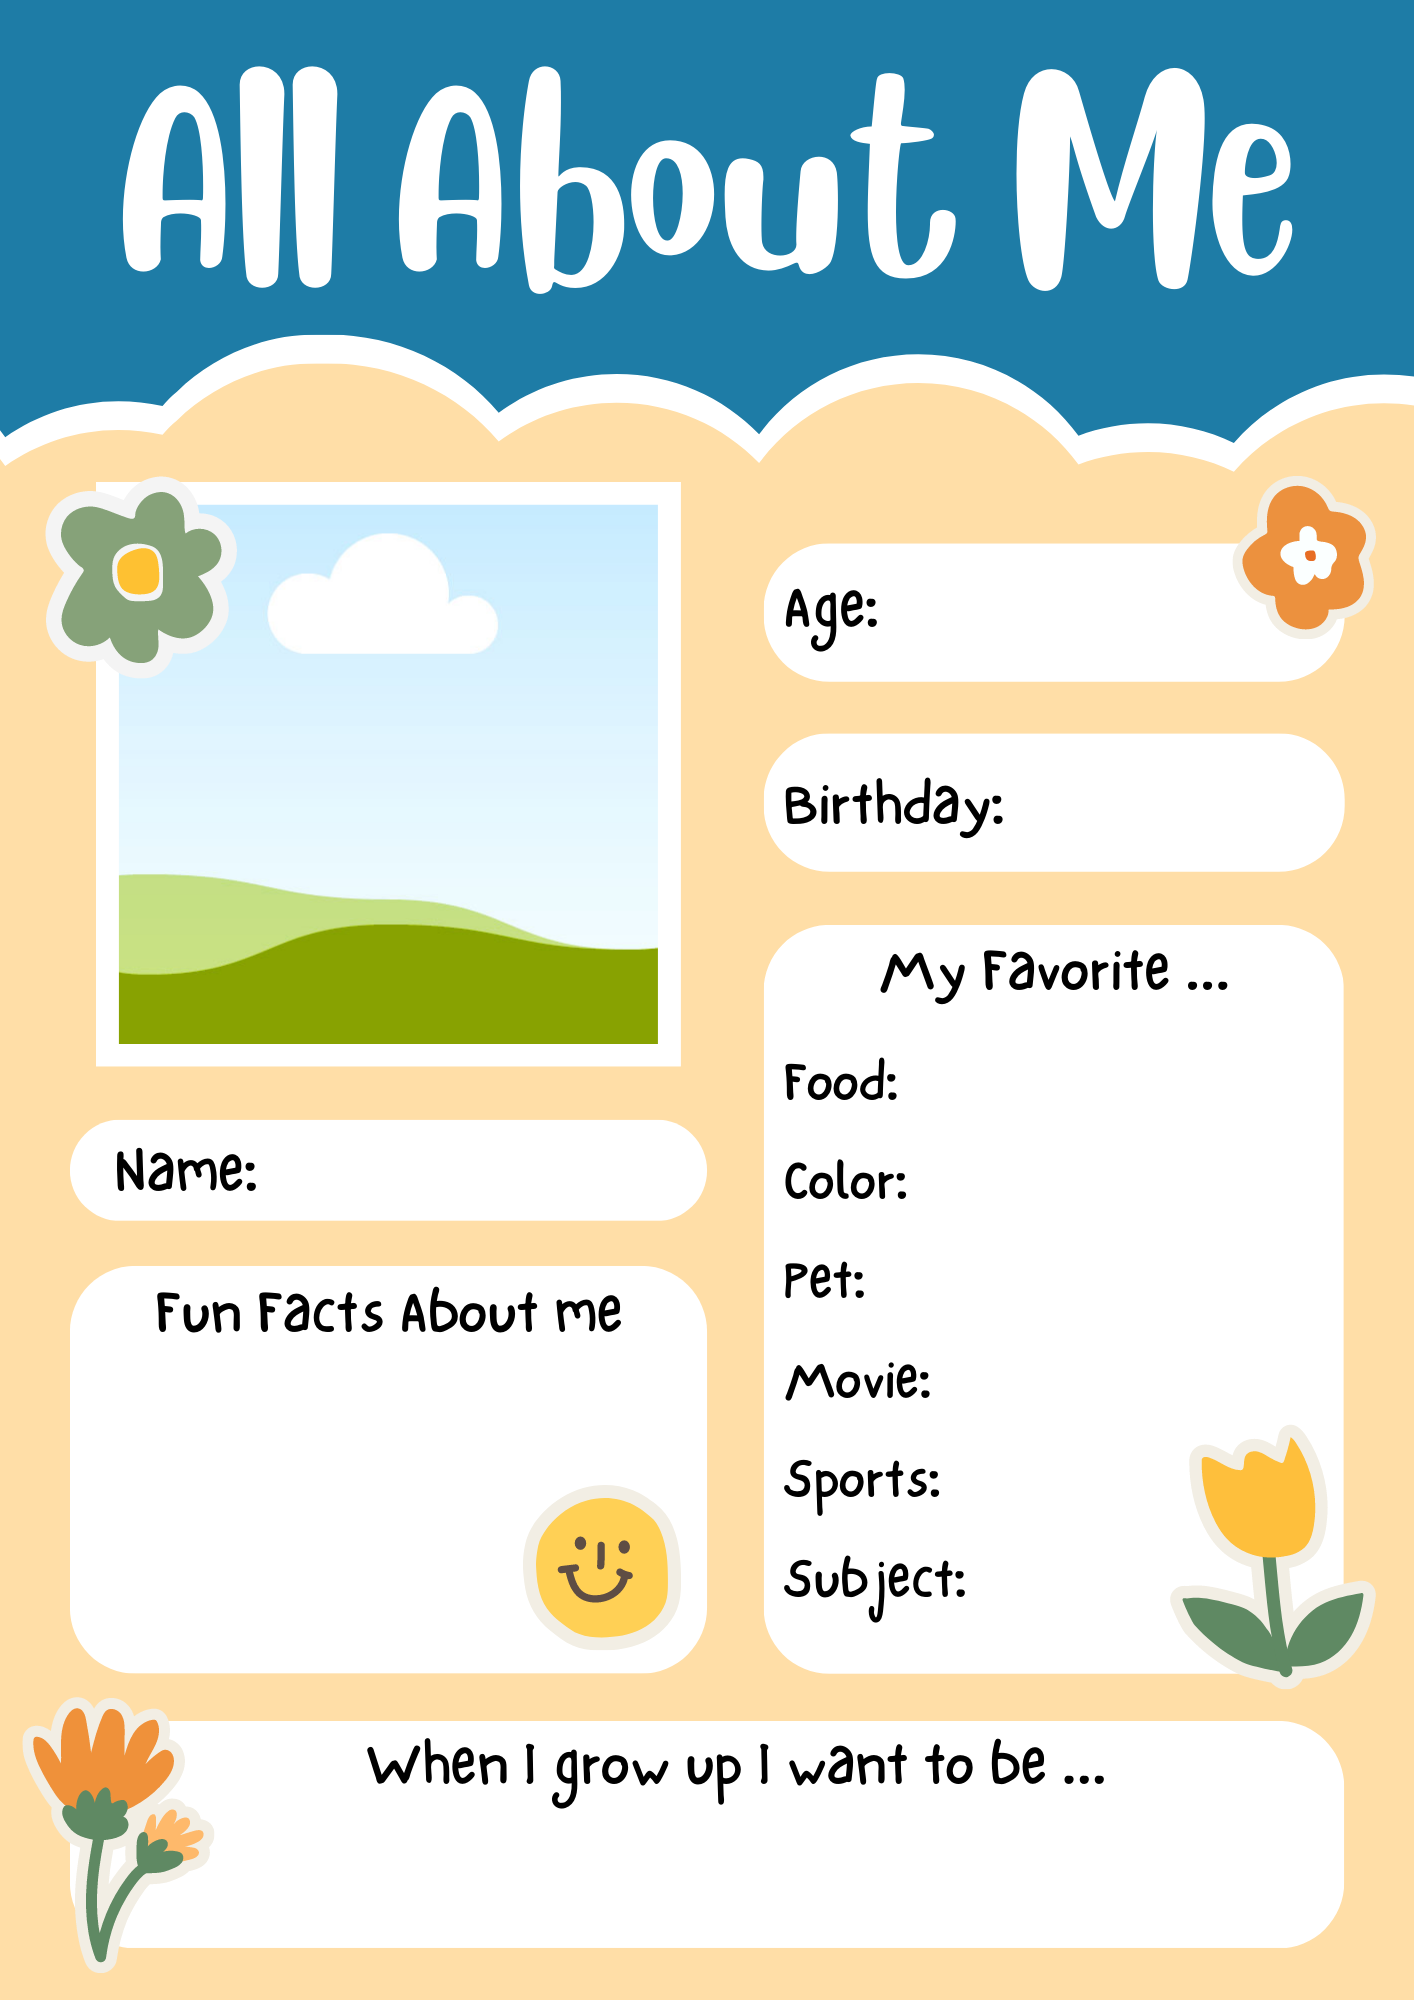 All About Me
Age:
Birthday:
My Favorite ...
Food:
Color:
Pet:
Movie:
Sports:
Subject:
Name:
Fun Facts About me
When I grow up I want to be ...